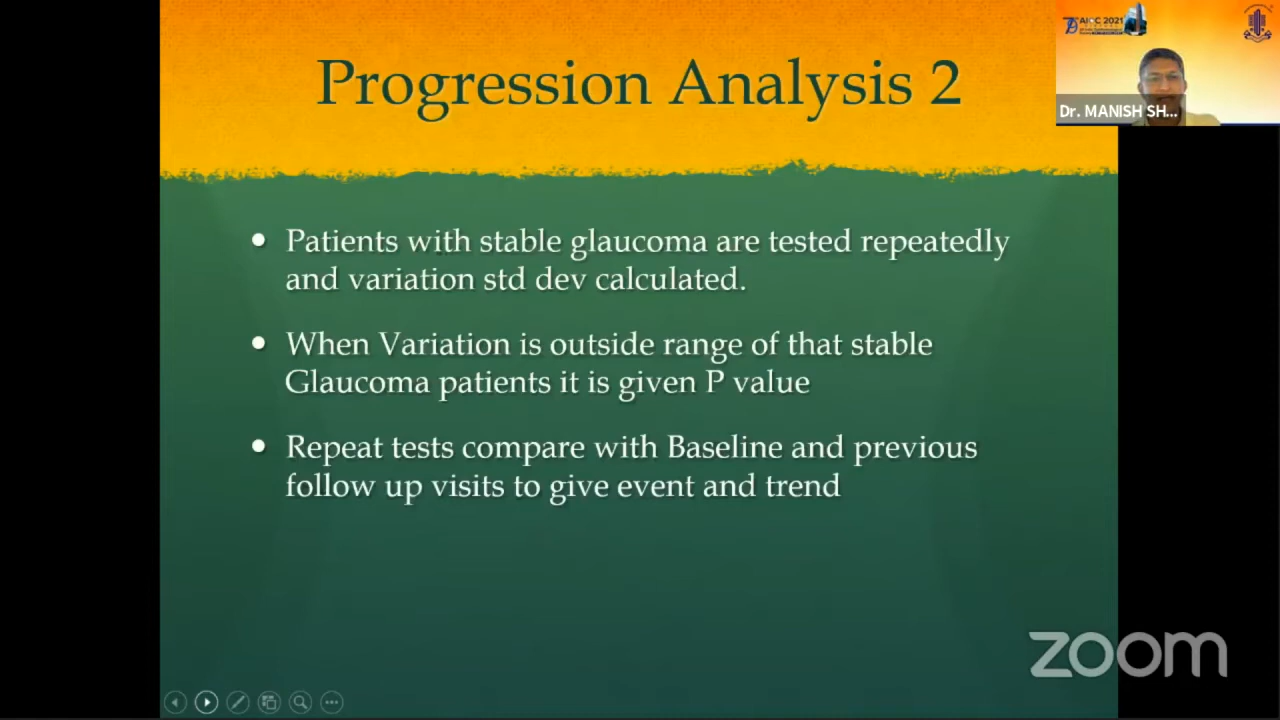 Progression Analysis 2
AIOC 2021
Dr. MANISH SH...
• Patients with stable glaucoma are tested repeatedly
and variation std dev calculated.
• When Variation is outside range of that stable
Glaucoma patients it is given P value
• Repeat tests compare with Baseline and previous
follow up visits to give event and trend
zoom